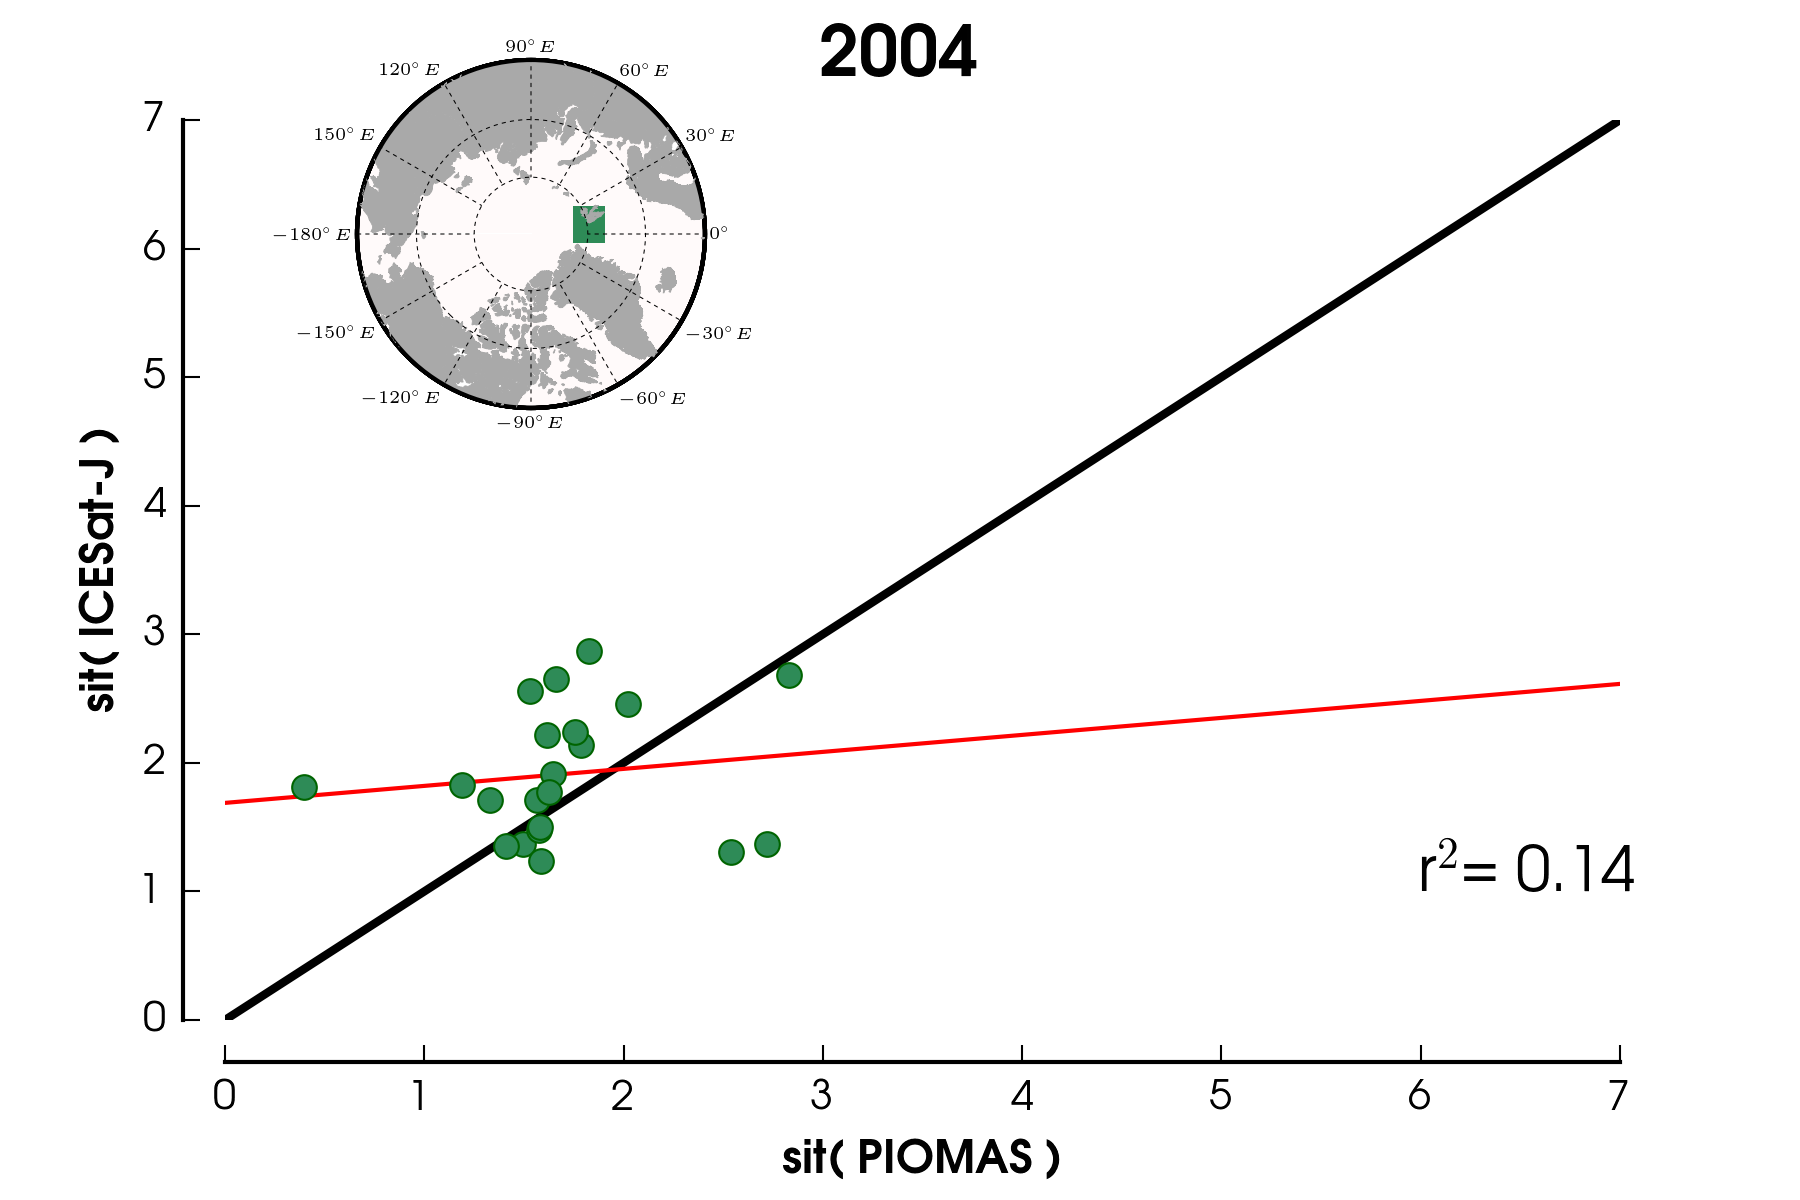 2004
90° E
120° E
60° E
150° E
30° E
−180° E
0°
−150° E
−30° E
−120° E
−60° E
−90° E
7
6
5
4
3
2
1
0
sit( ICESat-J )
r²= 0.14
0 1 2 3 4 5 6 7
sit( PIOMAS )